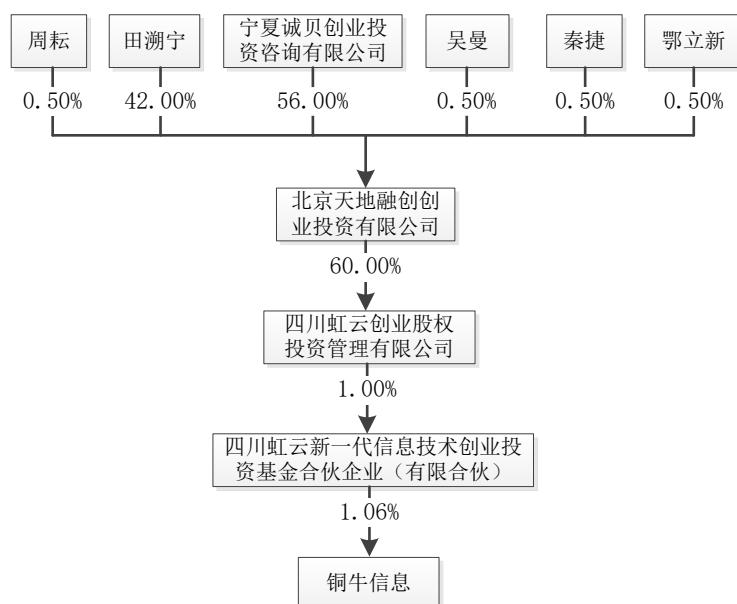 周耘
田溯宁
宁夏诚贝创业投
资咨询有限公司
吴曼
秦捷
鄂立新
0.50%
42.00%
56.00%
0.50%
0.50%
0.50%
北京天地融创创
业投资有限公司
60.00%
四川虹云创业股权
投资管理有限公司
1.00%
四川虹云新一代信息技术创业投
资基金合伙企业（有限合伙）
1.06%
铜牛信息